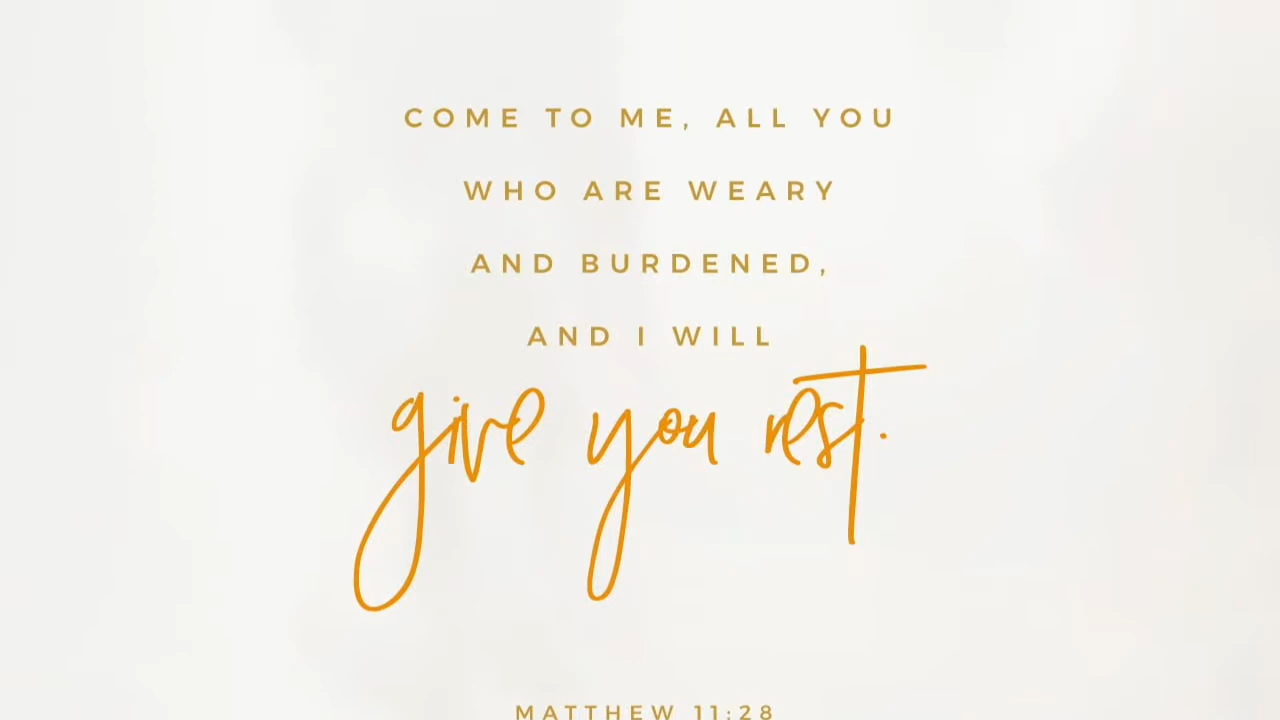 COME TO ME, ALL YOU
WHO ARE WEARY
AND BURDENED,
AND I WILL
give you rest.
MATTHEW 11:28